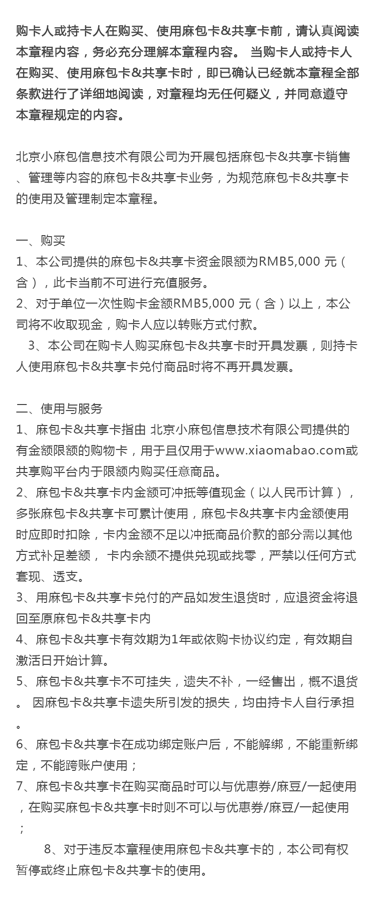 购卡人或持卡人在购买、使用麻包卡&共享卡前，请认真阅读
本章程内容，务必充分理解本章程内容。 当购卡人或持卡人
在购买、使用麻包卡&共享卡时，即已确认已经就本章程全部
条款进行了详细地阅读，对章程均无任何疑义，并同意遵守
本章程规定的内容。
北京小麻包信息技术有限公司为开展包括麻包卡&共享卡销售
、管理等内容的麻包卡&共享卡业务，为规范麻包卡&共享卡
的使用及管理制定本章程。
一、购买
1、本公司提供的麻包卡&共享卡资金限额为RMB5,000 元（
含），此卡当前不可进行充值服务。
2、对于单位一次性购卡金额RMB5,000 元（含）以上，本公
司将不收取现金，购卡人应以转账方式付款。
3、本公司在购卡人购买麻包卡&共享卡时开具发票，则持卡
人使用麻包卡&共享卡兑付商品时将不再开具发票。
二、使用与服务
1、麻包卡&共享卡指由 北京小麻包信息技术有限公司提供的
有金额限额的购物卡，用于且仅用于www.xiaomabao.com或
共享购平台内于限额内购买任意商品。
2、麻包卡&共享卡卡内金额可冲抵等值现金（以人民币计算），
多张麻包卡&共享卡可累计使用，麻包卡&共享卡内金额使用
时应即时扣除，卡内金额不足以冲抵商品价款的部分需以其他
方式补足差额， 卡内余额不提供兑现或找零，严禁以任何方式
套现、透支。
3、用麻包卡&共享卡兑付的产品如发生退货时，应退资金将退
回至原麻包卡&共享卡内
4、麻包卡&共享卡有效期为1年或依购卡协议约定，有效期自
激活日开始计算。
5、麻包卡&共享卡不可挂失，遗失不补，一经售出，概不退货
。 因麻包卡&共享卡遗失所引发的损失，均由持卡人自行承担
。
6、麻包卡&共享卡在成功绑定账户后，不能解绑，不能重新绑
定，不能跨账户使用；
7、麻包卡&共享卡在购买商品时可以与优惠券/麻豆/一起使用
，在购买麻包卡&共享卡时则不可以与优惠券/麻豆/一起使用
；
8、对于违反本章程使用麻包卡&共享卡的，本公司有权
暂停或终止麻包卡&共享卡的使用。